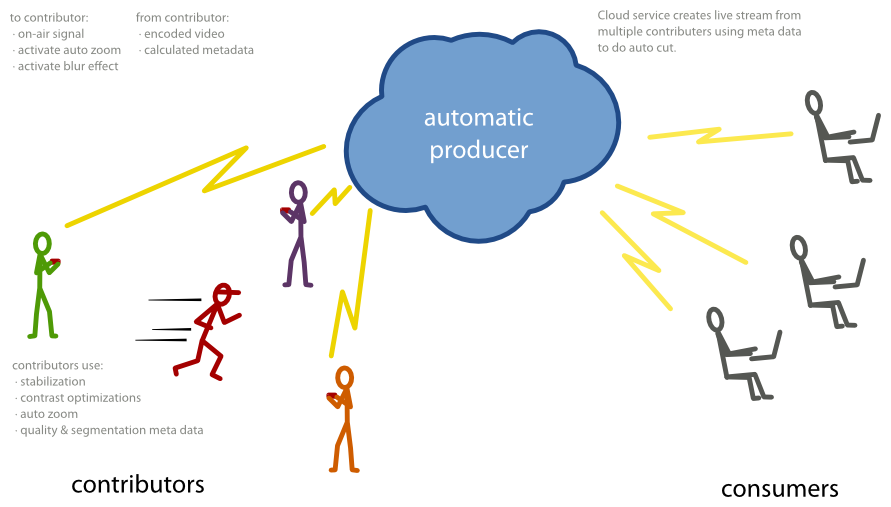 to contributor:
· on-air signal
· activate auto zoom
· activate blur effect
from contributor:
· encoded video
· calculated metadata
Cloud service creates live stream from
multiple contributers using meta data
to do auto cut.
automatic
producer
contributors use:
· stabilization
· contrast optimizations
· auto zoom
· quality & segmentation meta data
contributors
consumers